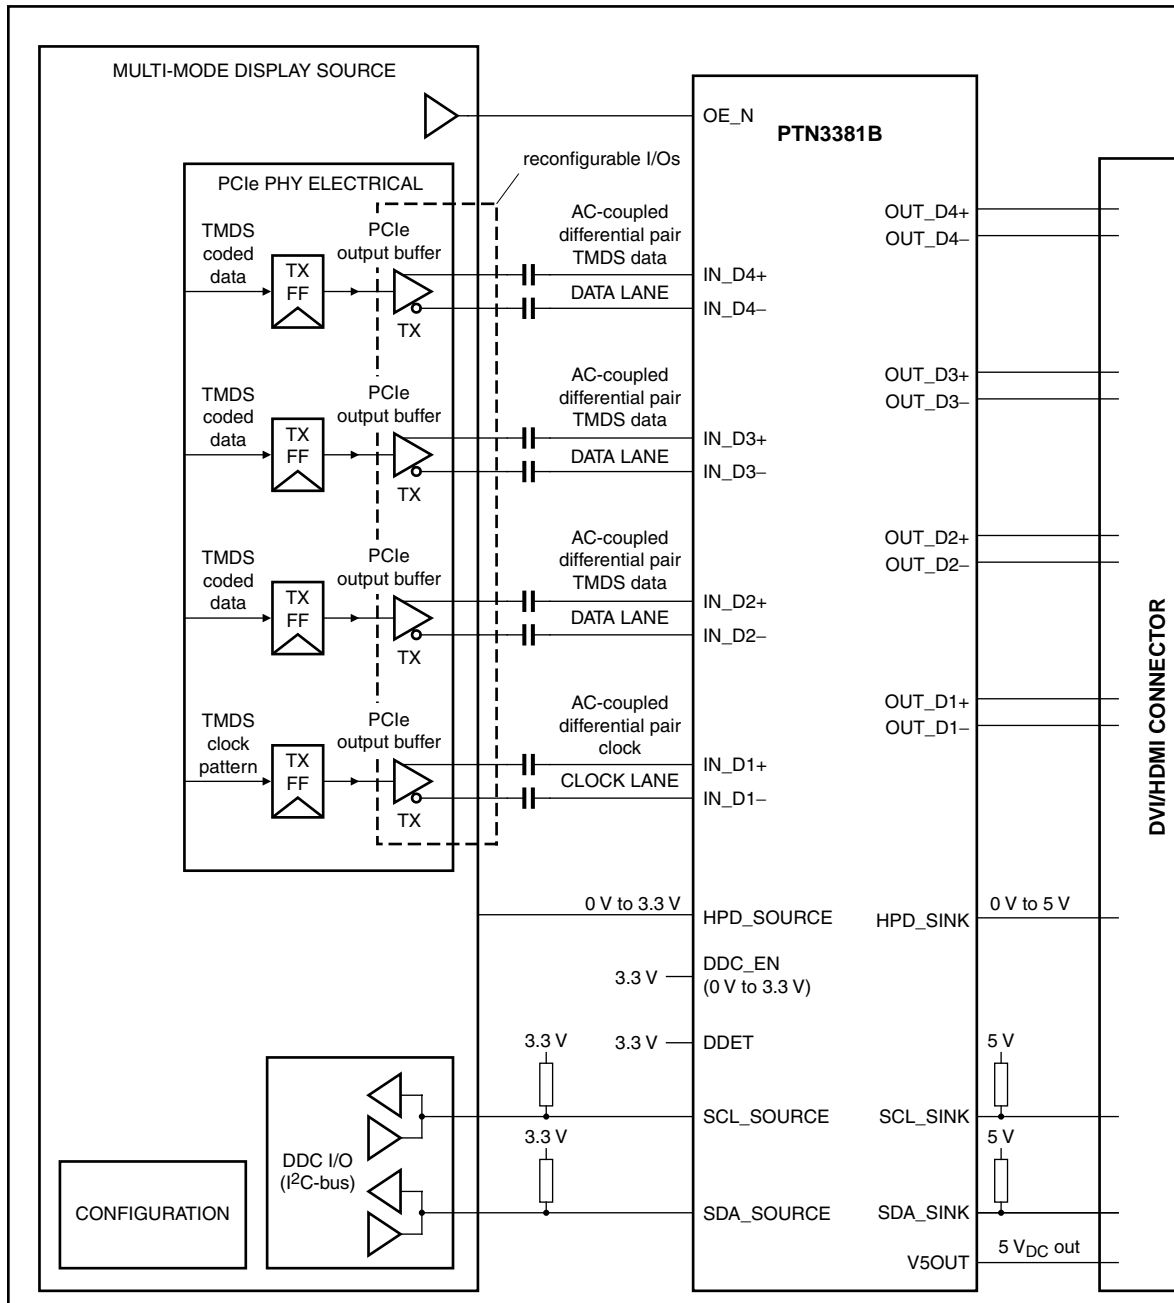 MULTI-MODE DISPLAY SOURCE
OE_N
PTN3381B
reconfigurable I/Os
PCIe PHY ELECTRICAL
TMDS
coded
data
TX
FF
PCIe
output buffer
TX
AC-coupled
differential pair
TMDS data
DATA LANE
IN_D4+
IN_D4−
OUT_D4+
OUT_D4−
TMDS
coded
data
TX
FF
PCIe
output buffer
TX
AC-coupled
differential pair
TMDS data
DATA LANE
IN_D3+
IN_D3−
OUT_D3+
OUT_D3−
TMDS
coded
data
TX
FF
PCIe
output buffer
TX
AC-coupled
differential pair
TMDS data
DATA LANE
IN_D2+
IN_D2−
OUT_D2+
OUT_D2−
TMDS
clock
pattern
TX
FF
PCIe
output buffer
TX
AC-coupled
differential pair
clock
CLOCK LANE
IN_D1+
IN_D1−
OUT_D1+
OUT_D1−
DVI/HDMI CONNECTOR
0 V to 3.3 V
HPD_SOURCE
HPD_SINK
0 V to 5 V
3.3 V
DDC_EN
(0 V to 3.3 V)
3.3 V
DDET
3.3 V
5 V
SCL_SOURCE
SCL_SINK
3.3 V
5 V
DDC I/O
(I²C-bus)
SDA_SOURCE
SDA_SINK
CONFIGURATION
V5OUT
5 VDC out